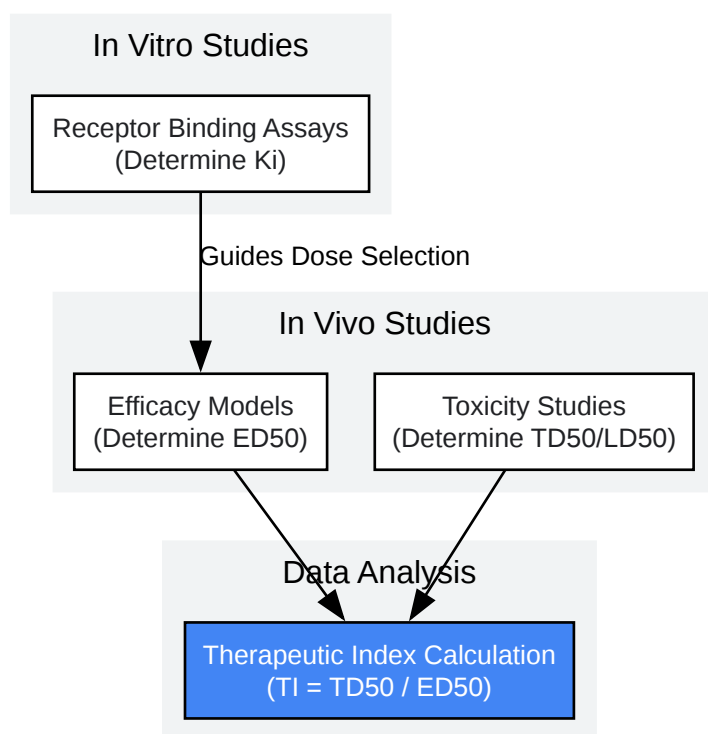 In Vitro Studies
Receptor Binding Assays
(Determine Ki)
Guides Dose Selection
In Vivo Studies
Efficacy Models
(Determine ED50)
Toxicity Studies
(Determine TD50/LD50)
Data Analysis
Therapeutic Index Calculation
(TI = TD50 / ED50)